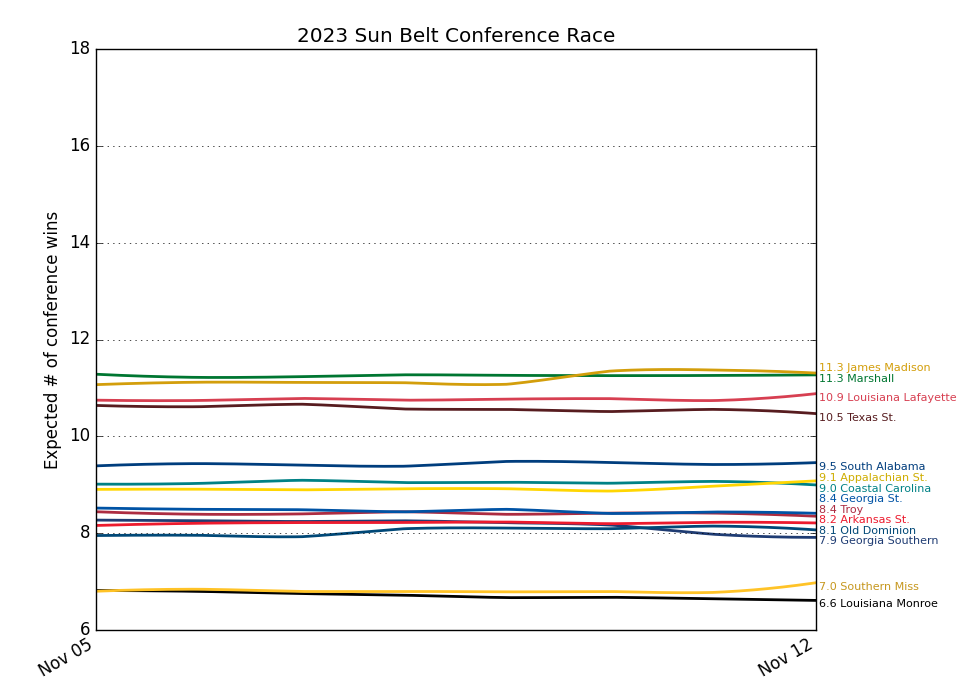 2023 Sun Belt Conference Race
Expected # of conference wins
18
16
14
12
10
8
6
Nov 05
Nov 12
11.3 James Madison
11.3 Marshall
10.9 Louisiana Lafayette
10.5 Texas St.
9.5 South Alabama
9.1 Appalachian St.
9.0 Coastal Carolina
8.4 Georgia St.
8.4 Troy
8.2 Arkansas St.
8.1 Old Dominion
7.9 Georgia Southern
7.0 Southern Miss
6.6 Louisiana Monroe